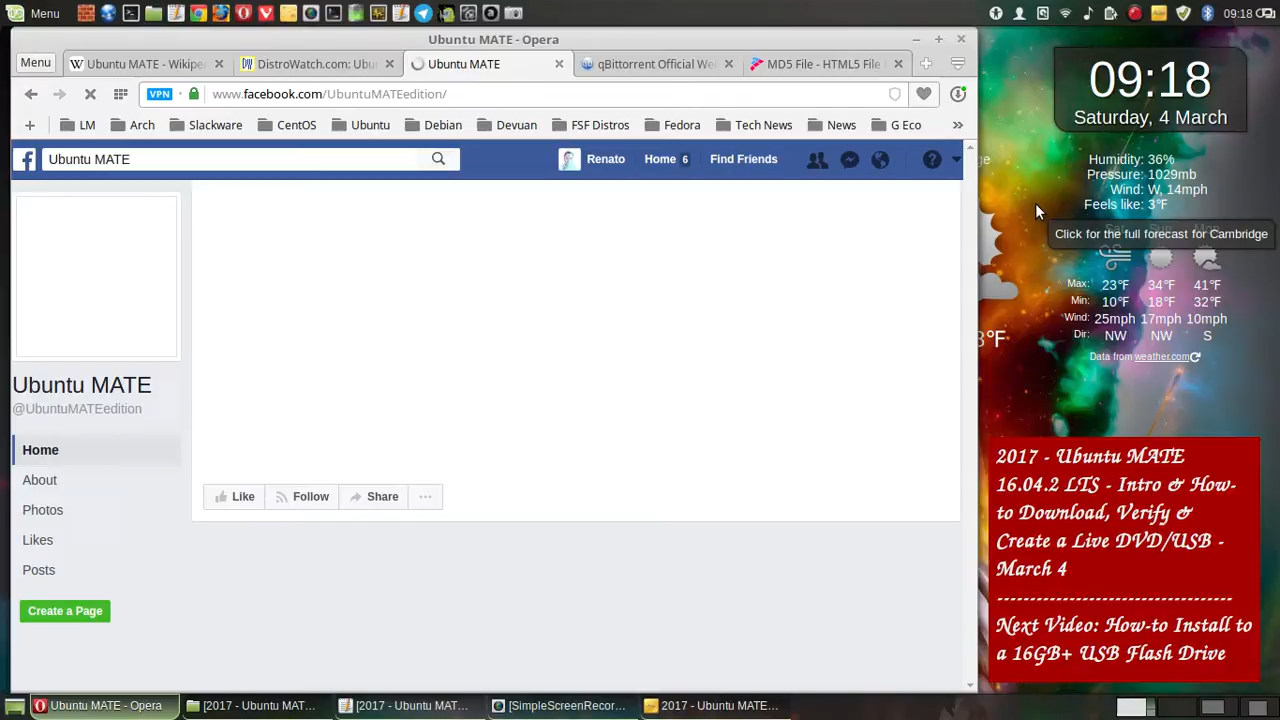 Menu
09:18
Ubuntu MATE - Opera
Menu
Ubuntu MATE - Wikipe
DistroWatch.com: Ubu
Ubuntu MATE
qBittorrent Official We
MD5 File - HTML5 File
VPN
www.facebook.com/UbuntuMATEedition/
LM
Arch
Slackware
CentOS
Ubuntu
Debian
Devuan
FSF Distros
Fedora
Tech News
News
G Eco
Ubuntu MATE
Renato
Home 6
Find Friends
Ubuntu MATE
@UbuntuMATEedition
Home
About
Photos
Likes
Posts
Create a Page
Like
Follow
Share
09:18
Saturday, 4 March
Humidity: 36%
Pressure: 1029mb
Wind: W, 14mph
Feels like: 3°F
Click for the full forecast for Cambridge
Max: 23°F 34°F 41°F
Min: 10°F 18°F 32°F
Wind: 25mph 17mph 10mph
Dir: NW NW S
Data from weather.com
2017 - Ubuntu MATE
16.04.2 LTS - Intro & How-
to Download, Verify &
Create a Live DVD/USB -
March 4
----------------------------------
Next Video: How-to Install to
a 16GB+ USB Flash Drive
Ubuntu MATE - Opera
[2017 - Ubuntu MAT...
[2017 - Ubuntu MAT...
[SimpleScreenRecor...
2017 - Ubuntu MATE...